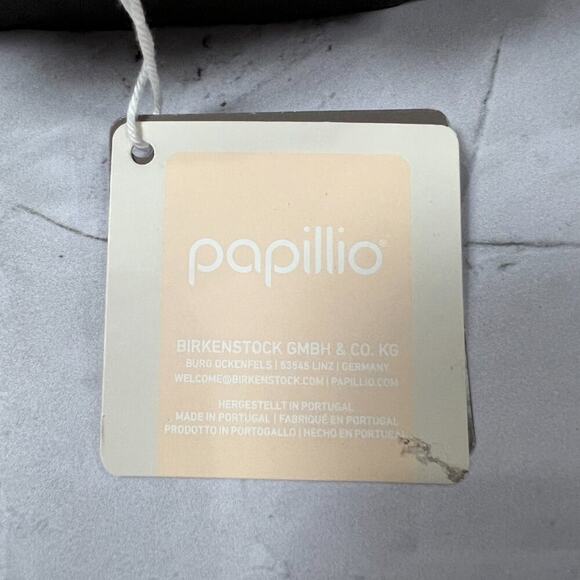 papillio®
BIRKENSTOCK GMBH & CO. KG
BURG OCKENFELS | 53545 LINZ | GERMANY
WELCOME@BIRKENSTOCK.COM | PAPILLIO.COM
HERGESTELLT IN PORTUGAL
MADE IN PORTUGAL | FABRIQUÉ EN PORTUGAL
PRODOTTO IN PORTOGALLO | HECHO EN PORTUGAL